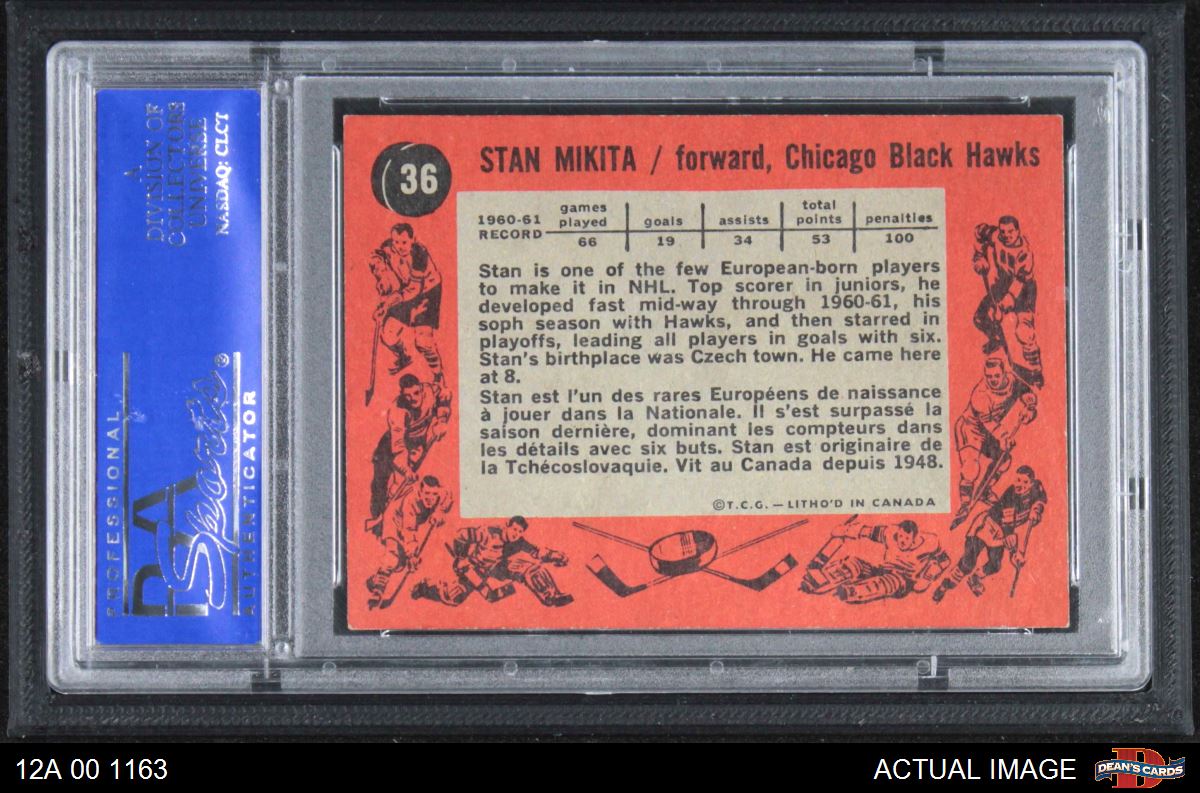 A
DIVISION OF
COLLECTORS
UNIVERSE
NASDAQ: CLCT
PROFESSIONAL
PSA
Sports®
AUTHENTICATOR
36
STAN MIKITA / forward, Chicago Black Hawks
1960-61 RECORD
games played goals assists total points penalties
66 19 34 53 100
Stan is one of the few European-born players
to make it in NHL. Top scorer in juniors, he
developed fast mid-way through 1960-61, his
soph season with Hawks, and then starred in
playoffs, leading all players in goals with six.
Stan's birthplace was Czech town. He came here
at 8.
Stan est l'un des rares Européens de naissance
à jouer dans la Nationale. Il s'est surpassé la
saison dernière, dominant les compteurs dans
les détails avec six buts. Stan est originaire de
la Tchécoslovaquie. Vit au Canada depuis 1948.
©T.C.G. — LITHO'D IN CANADA
12A 00 1163
ACTUAL IMAGE
D
DEAN'S CARDS